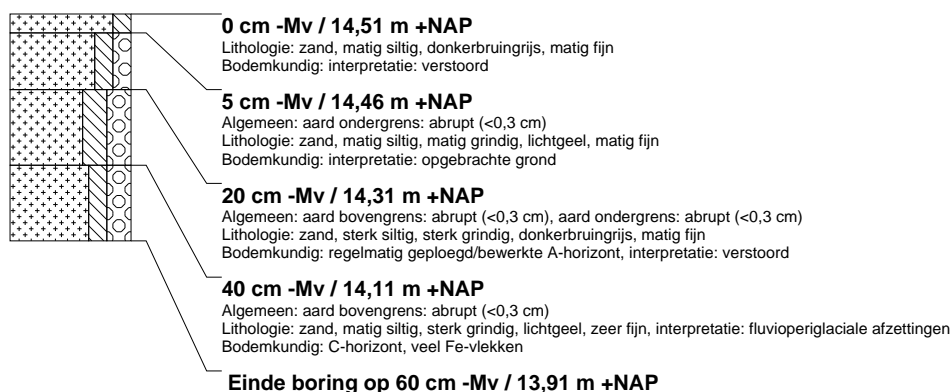 0 cm -Mv / 14,51 m +NAP
Lithologie: zand, matig siltig, donkerbruingrijs, matig fijn
Bodemkundig: interpretatie: verstoord
5 cm -Mv / 14,46 m +NAP
Algemeen: aard ondergrens: abrupt (<0,3 cm)
Lithologie: zand, matig siltig, matig grindig, lichtgeel, matig fijn
Bodemkundig: interpretatie: opgebrachte grond
20 cm -Mv / 14,31 m +NAP
Algemeen: aard bovengrens: abrupt (<0,3 cm), aard ondergrens: abrupt (<0,3 cm)
Lithologie: zand, sterk siltig, sterk grindig, donkerbruingrijs, matig fijn
Bodemkundig: regelmatig geploegd/bewerkte A-horizont, interpretatie: verstoord
40 cm -Mv / 14,11 m +NAP
Algemeen: aard bovengrens: abrupt (<0,3 cm)
Lithologie: zand, matig siltig, sterk grindig, lichtgeel, zeer fijn, interpretatie: fluvioperiglaciale afzettingen
Bodemkundig: C-horizont, veel Fe-vlekken
Einde boring op 60 cm -Mv / 13,91 m +NAP